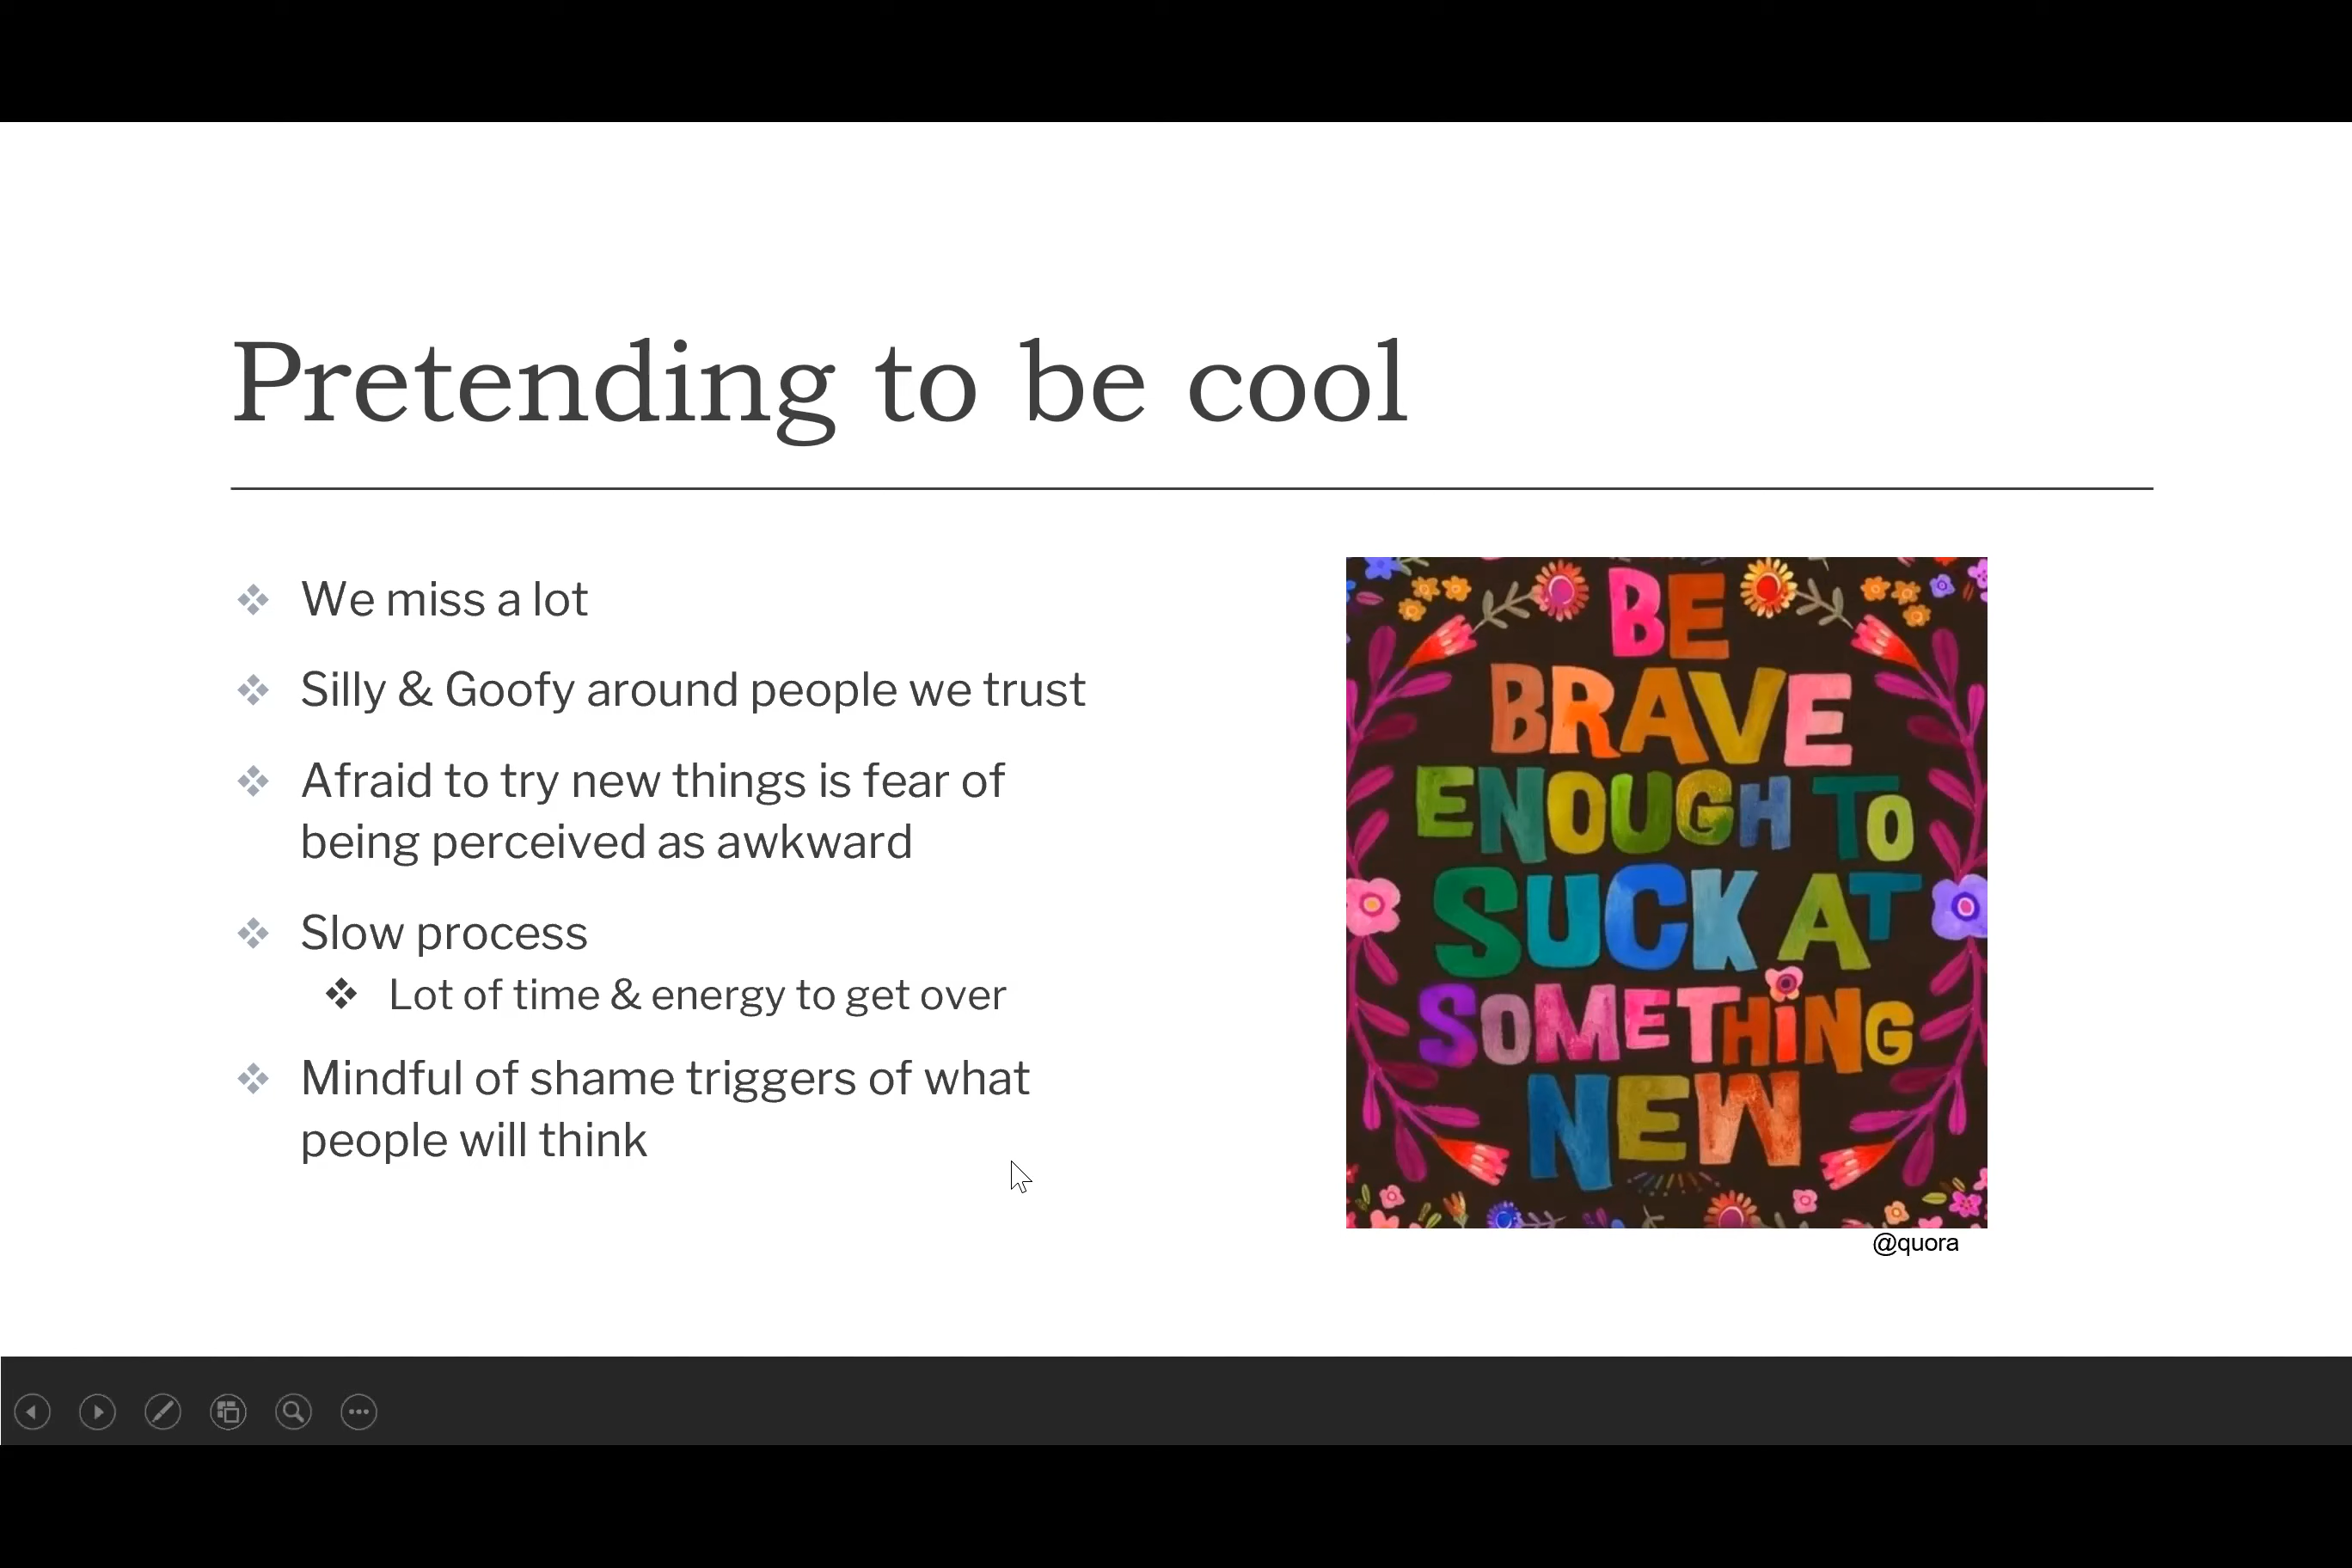 Pretending to be cool
We miss a lot
Silly & Goofy around people we trust
Afraid to try new things is fear of
being perceived as awkward
Slow process
Lot of time & energy to get over
Mindful of shame triggers of what
people will think
BE
BRAVE
ENOUGH TO
SUCK AT
SOMETHiNG
NEW
@quora